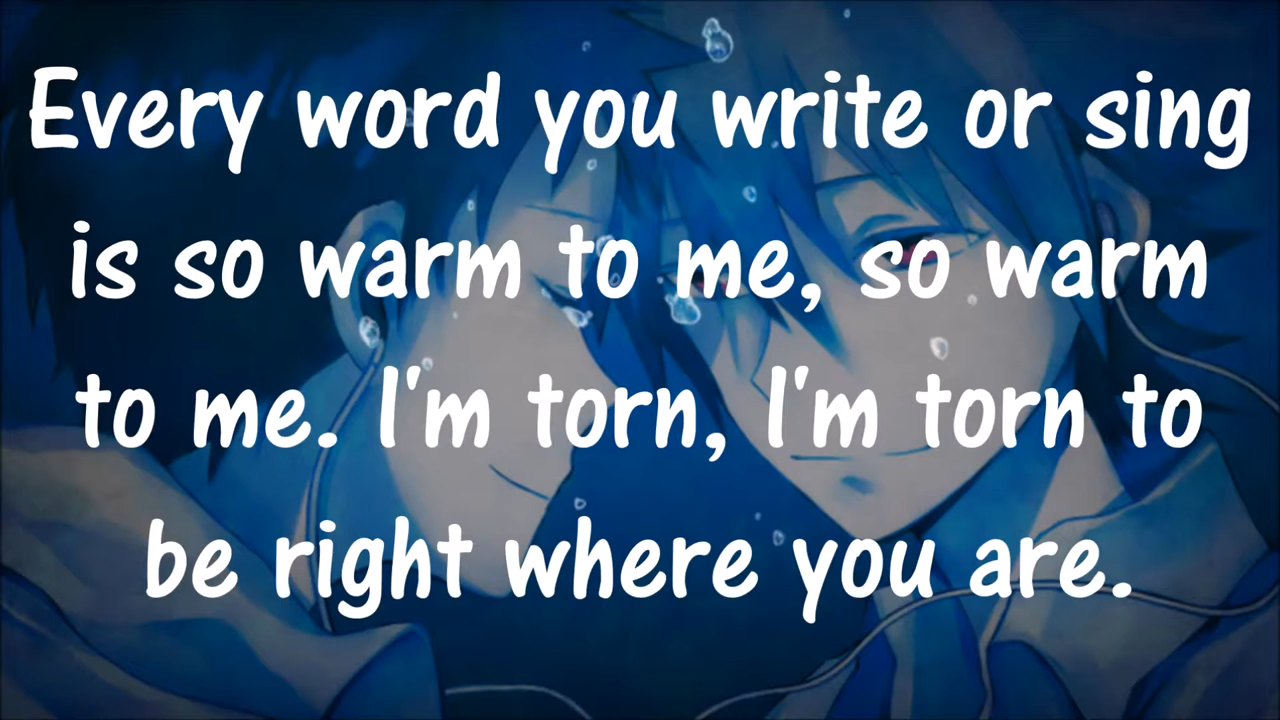 Every word you write or sing
is so warm to me, so warm
to me. I'm torn, I'm torn to
be right where you are.